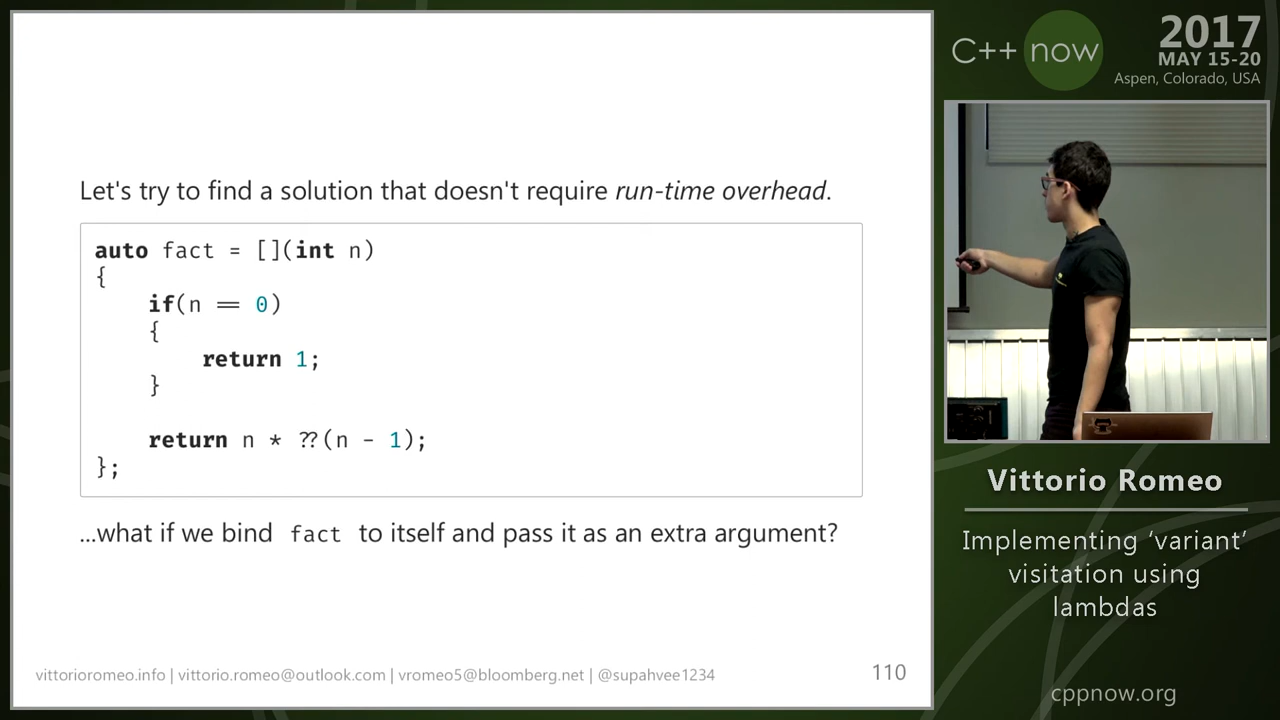 Let's try to find a solution that doesn't require run-time overhead.
auto fact = [](int n)
{
    if(n == 0)
    {
        return 1;
    }
    return n * ??(n - 1);
};
...what if we bind fact to itself and pass it as an extra argument?
vittorioromeo.info | vittorio.romeo@outlook.com | vromeo5@bloomberg.net | @supahvee1234
110
C++ now
2017
MAY 15-20
Aspen, Colorado, USA
Vittorio Romeo
Implementing ‘variant’
visitation using
lambdas
cppnow.org